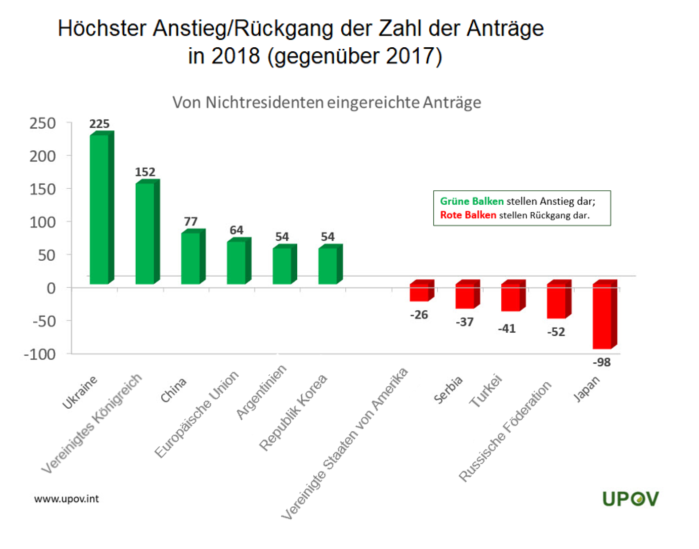 Höchster Anstieg/Rückgang der Zahl der Anträge
in 2018 (gegenüber 2017)
Von Nichtresidenten eingereichte Anträge
250
200
150
100
50
0
-50
-100
225
152
77
64
54
54
-26
-37
-41
-52
-98
Grüne Balken stellen Anstieg dar;
Rote Balken stellen Rückgang dar.
Ukraine
Vereinigtes Königreich
China
Europäische Union
Argentinien
Republik Korea
Vereinigte Staaten von Amerika
Serbia
Turkei
Russische Föderation
Japan
www.upov.int
UPOV